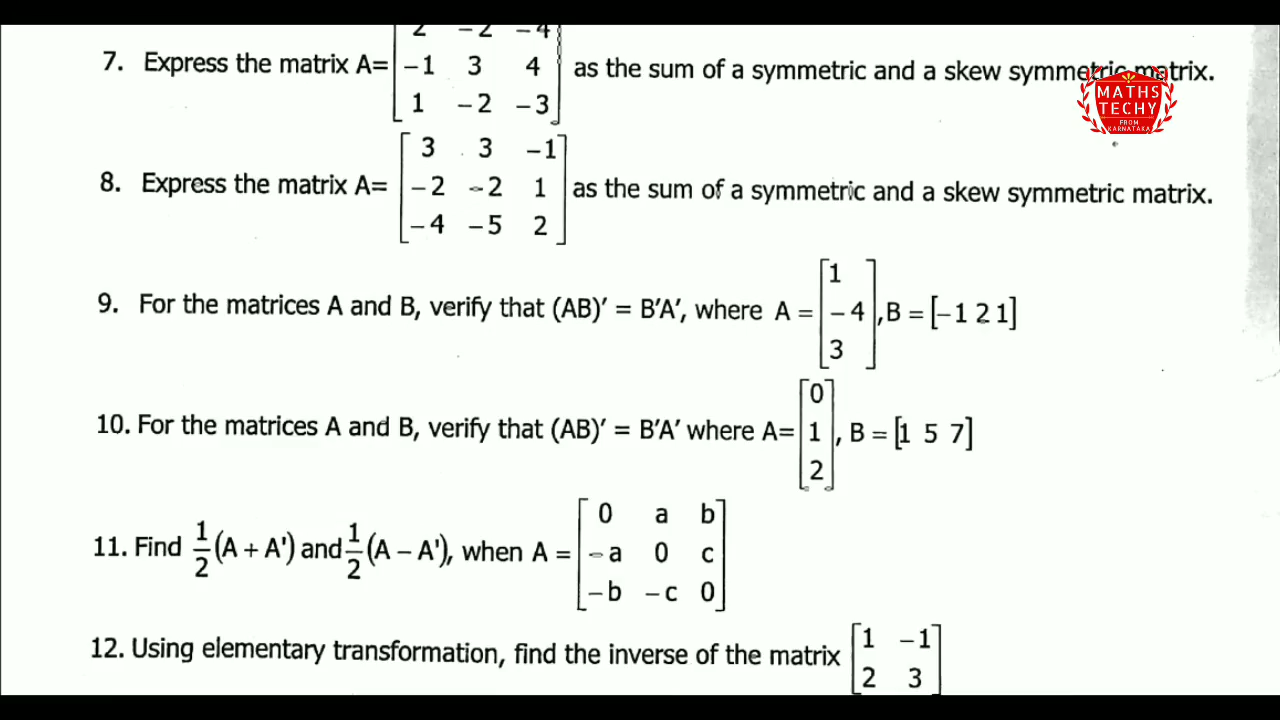 2 −2 −4
7. Express the matrix A= −1 3 4 as the sum of a symmetric and a skew symmetric matrix.
1 −2 −3
MATHS
TECHY
FROM
KARNATAKA
3 3 −1
8. Express the matrix A= −2 −2 1 as the sum of a symmetric and a skew symmetric matrix.
−4 −5 2
1
9. For the matrices A and B, verify that (AB)′ = B′A′, where A = −4 ,B = [−1 2 1]
3
0
10. For the matrices A and B, verify that (AB)′ = B′A′ where A= 1 , B = [1 5 7]
2
0 a b
11. Find 1/2(A + A') and 1/2(A − A'), when A = −a 0 c
−b −c 0
1 −1
12. Using elementary transformation, find the inverse of the matrix
2 3